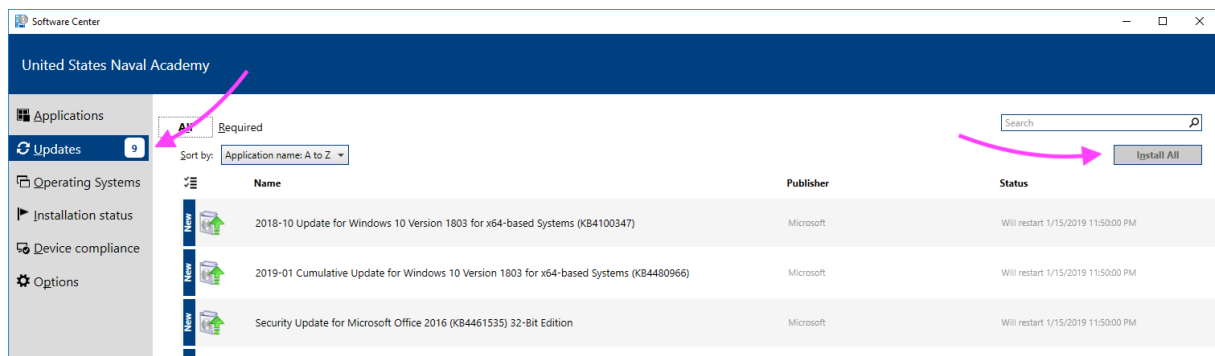 Software Center
United States Naval Academy
Applications
Updates 9
Operating Systems
Installation status
Device compliance
Options
All Required
Search
Sort by: Application name: A to Z
Install All
Name Publisher Status
New 2018-10 Update for Windows 10 Version 1803 for x64-based Systems (KB4100347) Microsoft Will restart 1/15/2019 11:50:00 PM
New 2019-01 Cumulative Update for Windows 10 Version 1803 for x64-based Systems (KB4480966) Microsoft Will restart 1/15/2019 11:50:00 PM
New Security Update for Microsoft Office 2016 (KB4461535) 32-Bit Edition Microsoft Will restart 1/15/2019 11:50:00 PM